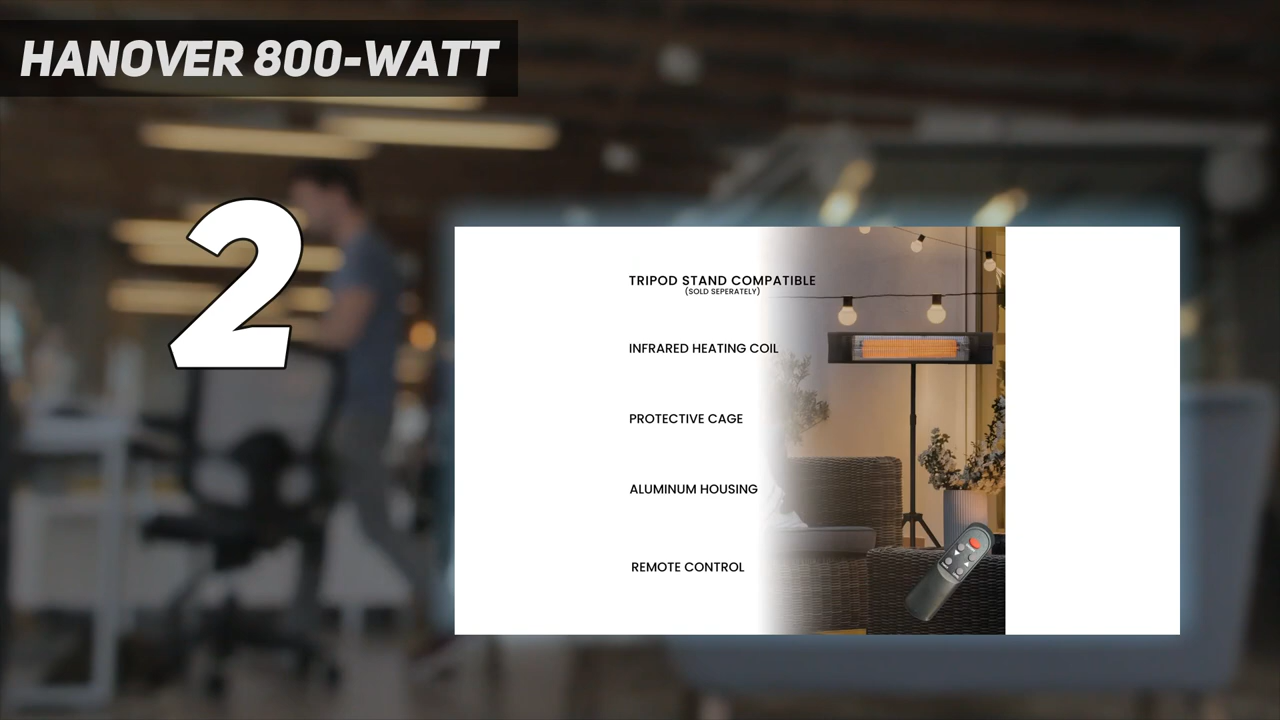 HANOVER 800-WATT
2
TRIPOD STAND COMPATIBLE
(SOLD SEPERATELY)
INFRARED HEATING COIL
PROTECTIVE CAGE
ALUMINUM HOUSING
REMOTE CONTROL